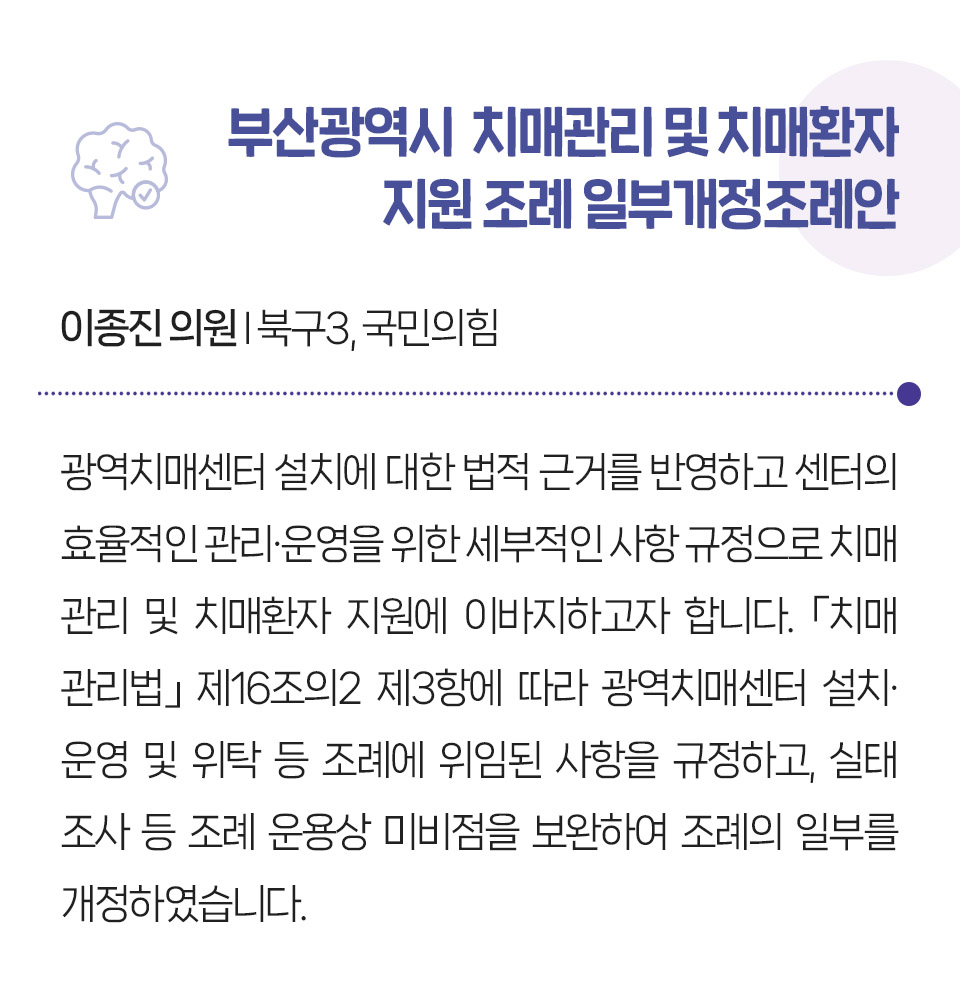 부산광역시 치매관리 및 치매환자
지원 조례 일부개정조례안
이종진 의원 | 북구3, 국민의힘
광역치매센터 설치에 대한 법적 근거를 반영하고 센터의
효율적인 관리·운영을 위한 세부적인 사항 규정으로 치매
관리 및 치매환자 지원에 이바지하고자 합니다. 「치매
관리법」 제16조의2 제3항에 따라 광역치매센터 설치·
운영 및 위탁 등 조례에 위임된 사항을 규정하고, 실태
조사 등 조례 운용상 미비점을 보완하여 조례의 일부를
개정하였습니다.